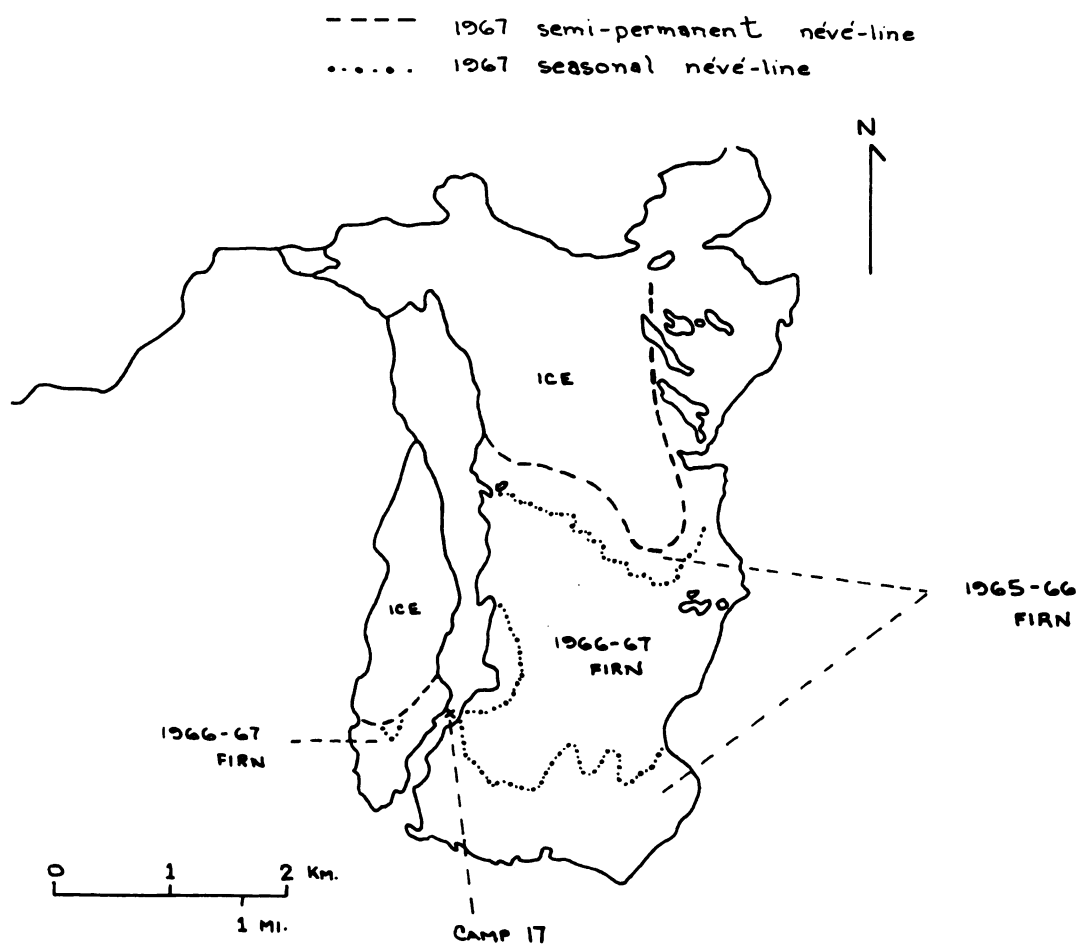 1967 semi-permanent névé-line
1967 seasonal névé-line
N
ICE
ICE
1965-66
FIRN
1966-67
FIRN
1966-67
FIRN
0 1 2 KM.
1 MI.
CAMP 17